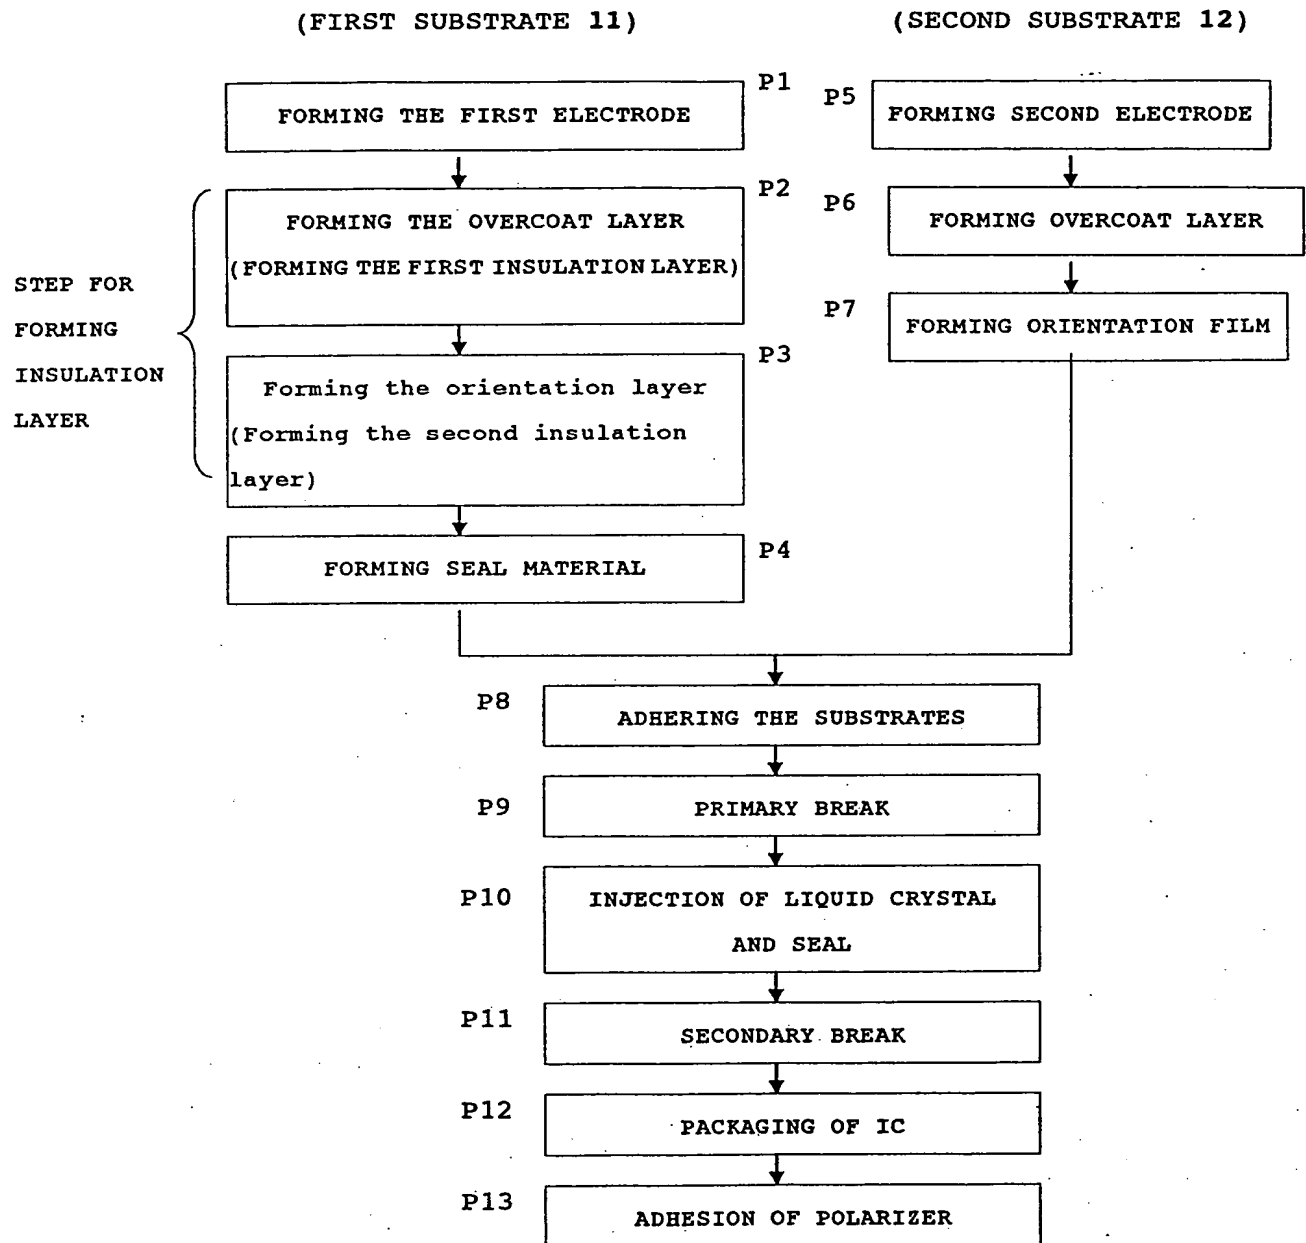 (FIRST SUBSTRATE 11)
(SECOND SUBSTRATE 12)
P1
FORMING THE FIRST ELECTRODE
P2
FORMING THE OVERCOAT LAYER
(FORMING THE FIRST INSULATION LAYER)
STEP FOR
FORMING
INSULATION
LAYER
P3
Forming the orientation layer
(Forming the second insulation
layer)
P4
FORMING SEAL MATERIAL
P5
FORMING SECOND ELECTRODE
P6
FORMING OVERCOAT LAYER
P7
FORMING ORIENTATION FILM
P8
ADHERING THE SUBSTRATES
P9
PRIMARY BREAK
P10
INJECTION OF LIQUID CRYSTAL
AND SEAL
P11
SECONDARY BREAK
P12
PACKAGING OF IC
P13
ADHESION OF POLARIZER